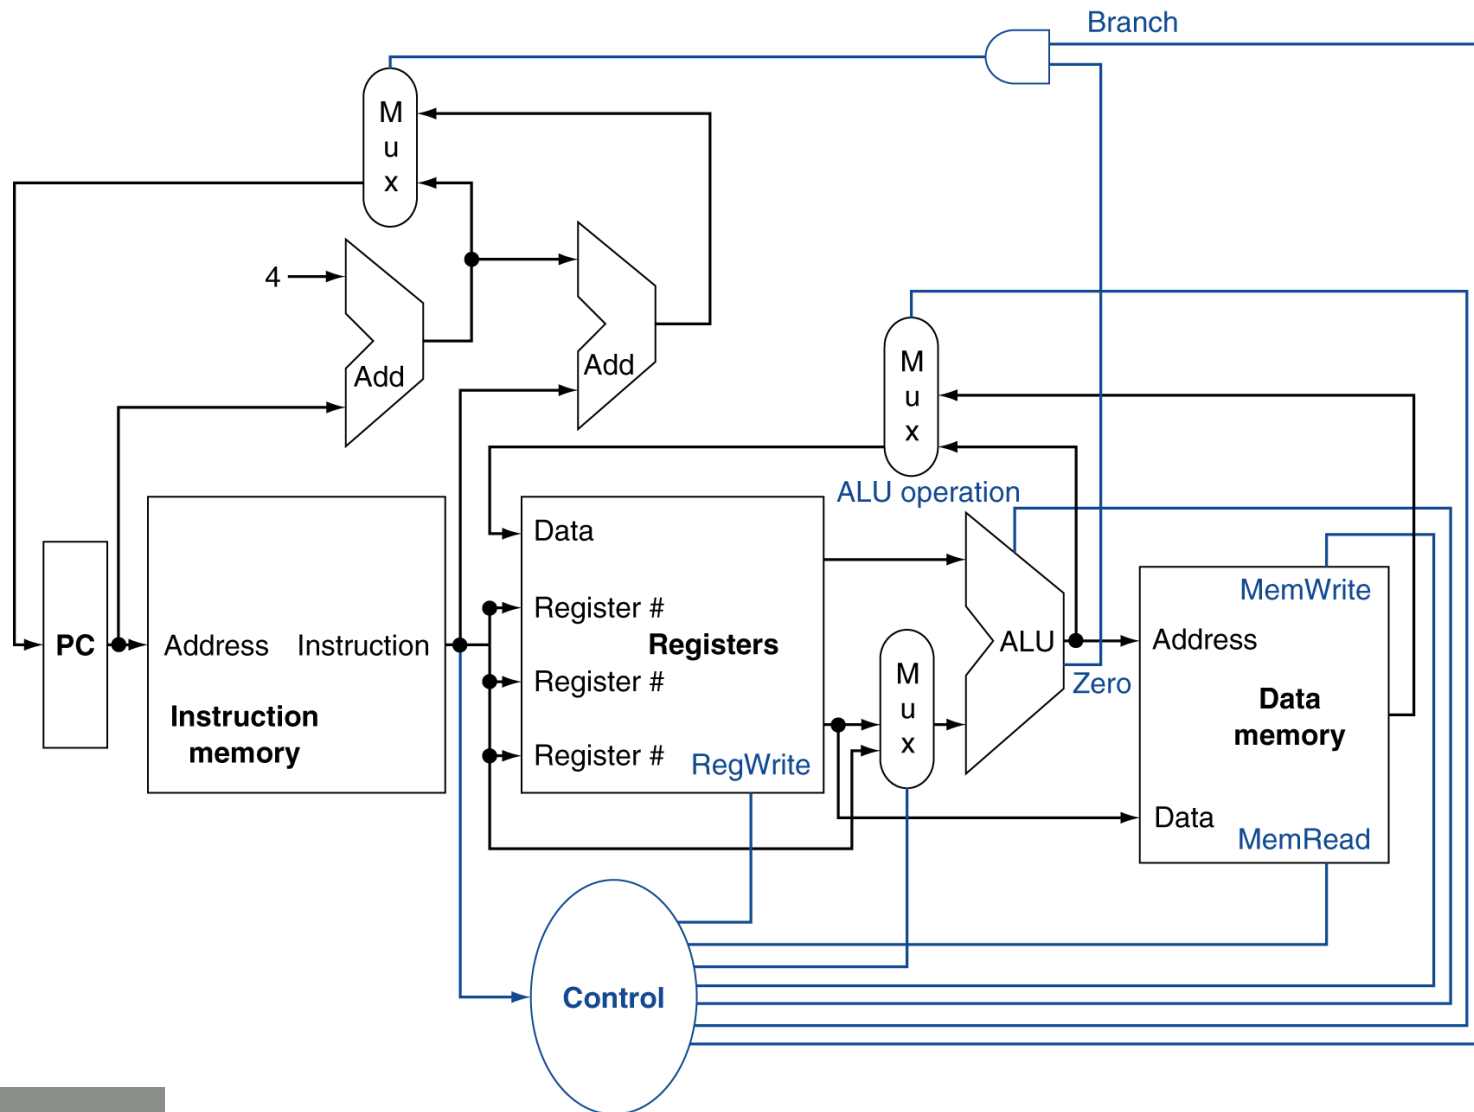 Branch
M
u
x
4
Add
Add
M
u
x
ALU operation
Data
Register #
Register #
Register #
Registers
RegWrite
PC
Address
Instruction
Instruction
memory
M
u
x
ALU
Zero
MemWrite
Address
Data
memory
Data
MemRead
Control